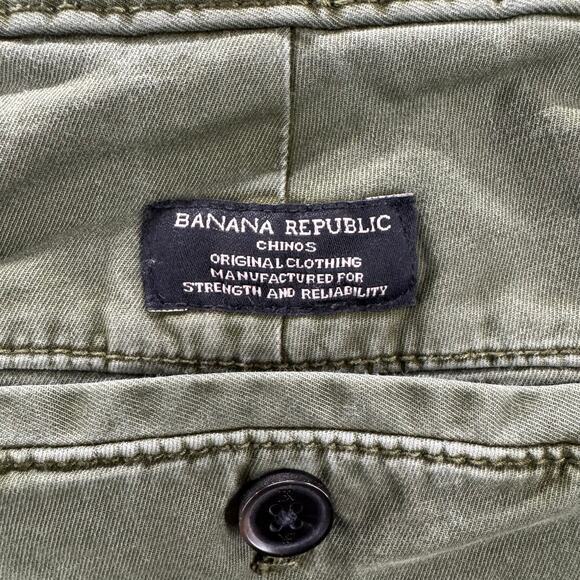 BANANA REPUBLIC
CHINOS
ORIGINAL CLOTHING
MANUFACTURED FOR
STRENGTH AND RELIABILITY